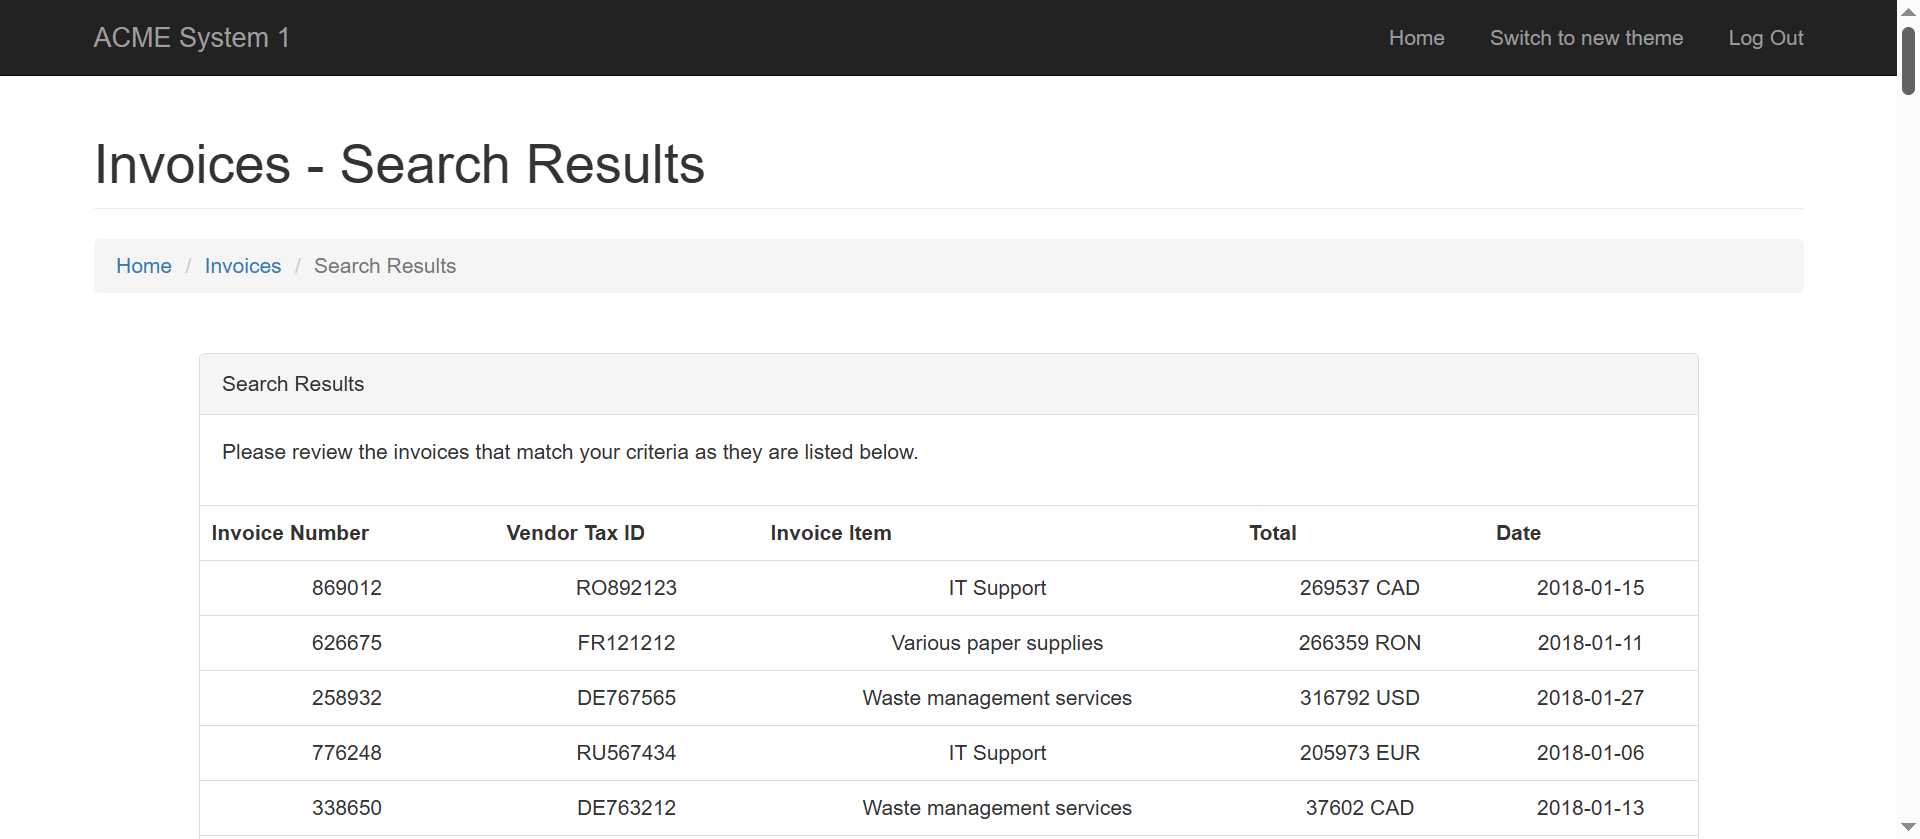 ACME System 1 Home Switch to new theme Log Out
Invoices - Search Results
Home / Invoices / Search Results
Search Results
Please review the invoices that match your criteria as they are listed below.
Invoice Number Vendor Tax ID Invoice Item Total Date
869012 RO892123 IT Support 269537 CAD 2018-01-15
626675 FR121212 Various paper supplies 266359 RON 2018-01-11
258932 DE767565 Waste management services 316792 USD 2018-01-27
776248 RU567434 IT Support 205973 EUR 2018-01-06
338650 DE763212 Waste management services 37602 CAD 2018-01-13